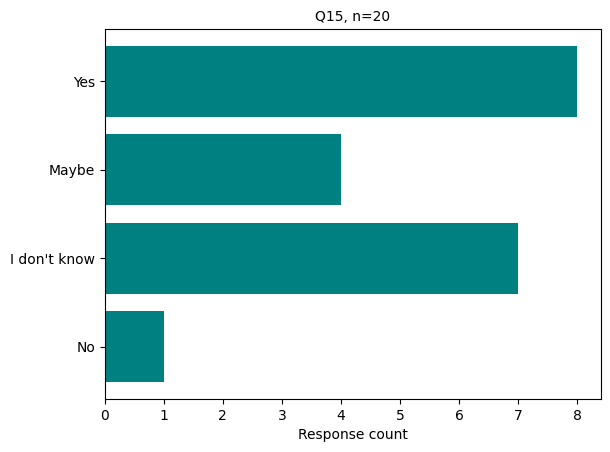 Q15, n=20
Yes
Maybe
I don't know
No
0 1 2 3 4 5 6 7 8
Response count